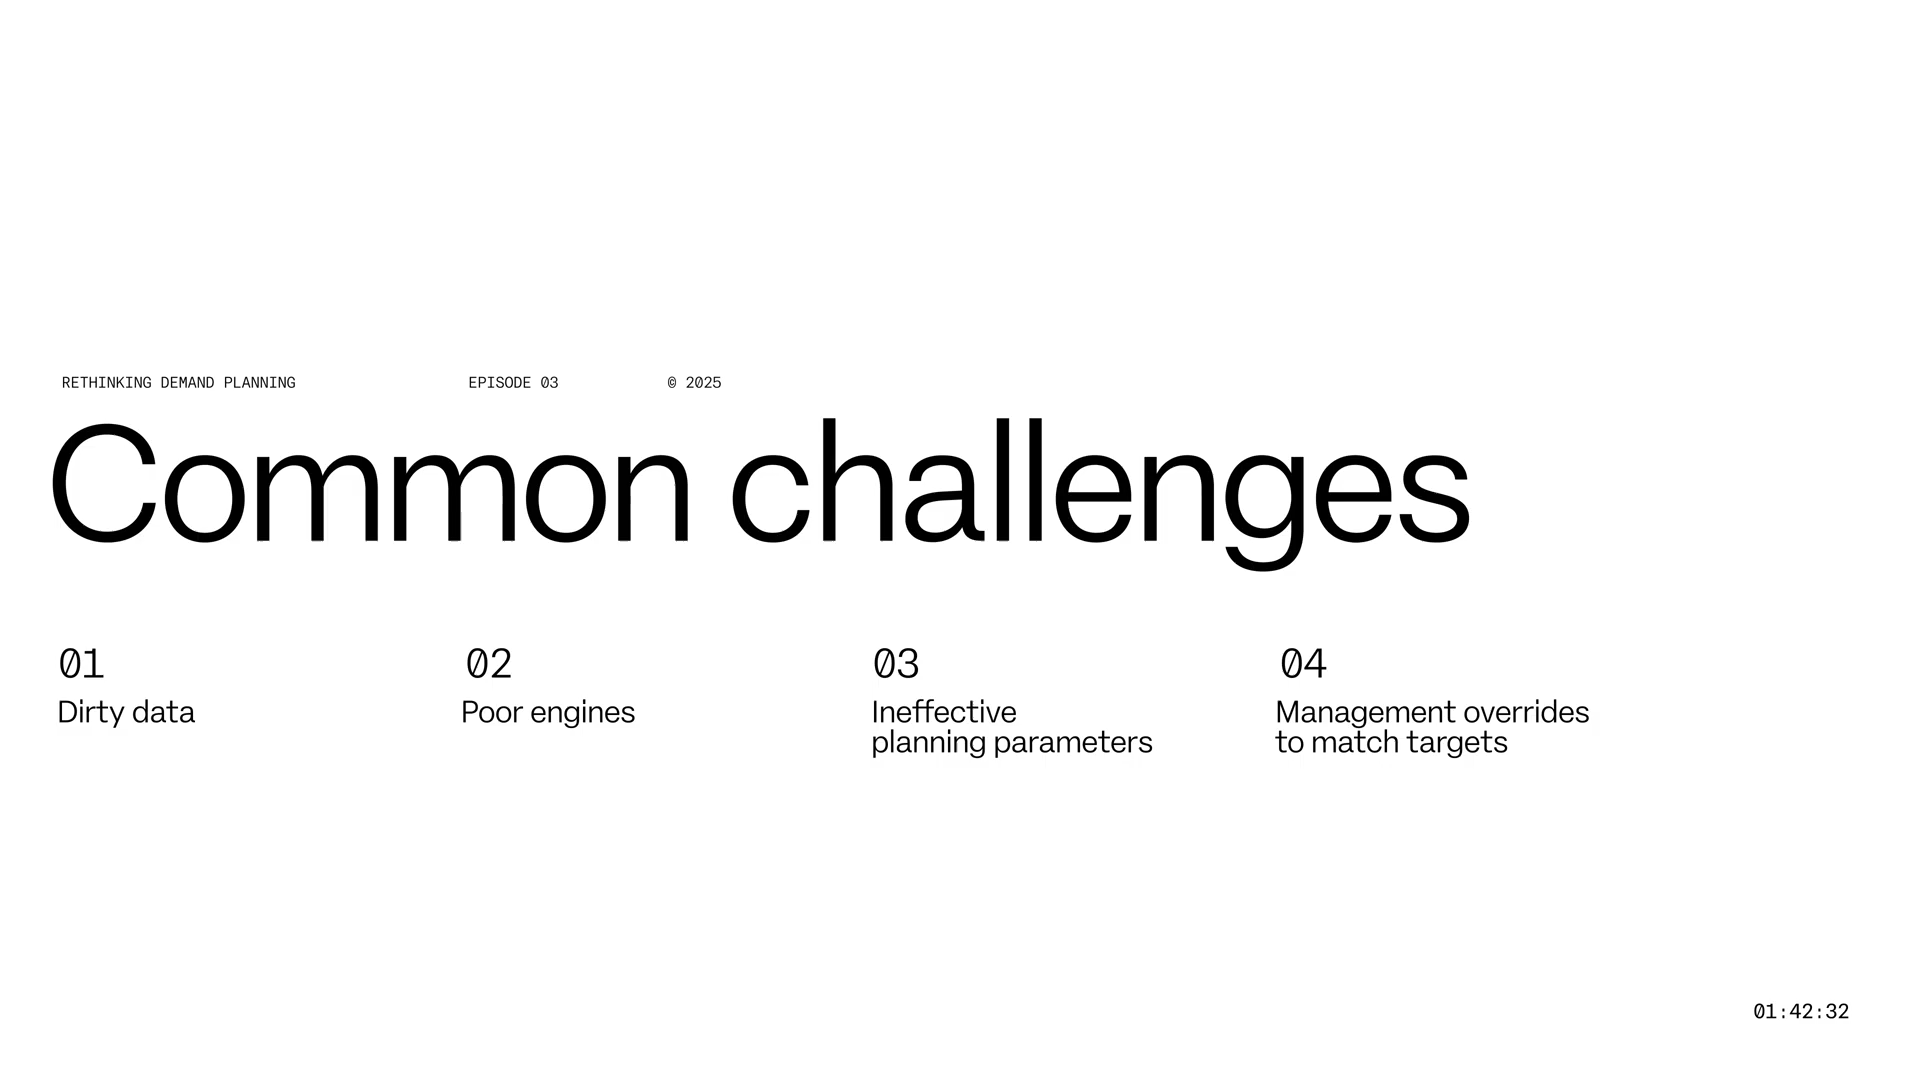 RETHINKING DEMAND PLANNING
EPISODE 03
© 2025
Common challenges
01
Dirty data
02
Poor engines
03
Ineffective
planning parameters
04
Management overrides
to match targets
01:42:32